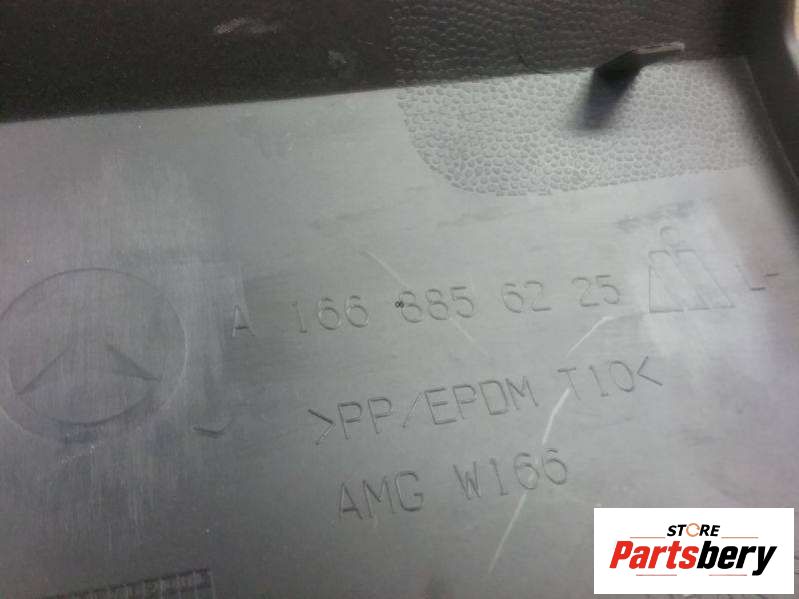 A 166 885 62 25 L-
>PP/EPDM T10<
AMG W166
STORE
Partsbery